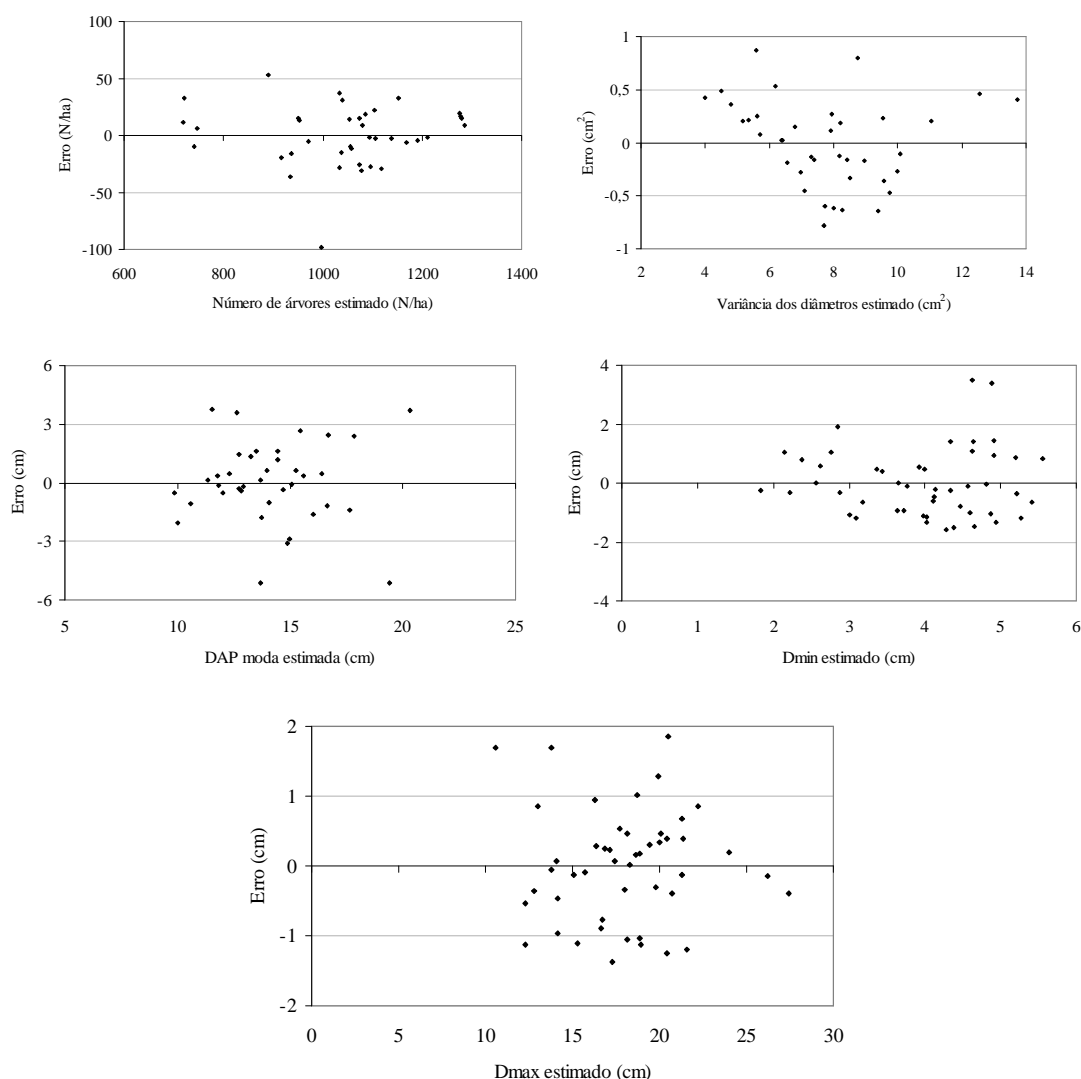 100
50
0
-50
-100
600 800 1000 1200 1400
Erro (N/ha)
Número de árvores estimado (N/ha)
1
0,5
0
-0,5
-1
2 4 6 8 10 12 14
Erro (cm²)
Variância dos diâmetros estimado (cm²)
6
3
0
-3
-6
5 10 15 20 25
Erro (cm)
DAP moda estimada (cm)
4
2
0
-2
-4
0 1 2 3 4 5 6
Erro (cm)
Dmin estimado (cm)
2
1
0
-1
-2
0 5 10 15 20 25 30
Erro (cm)
Dmax estimado (cm)